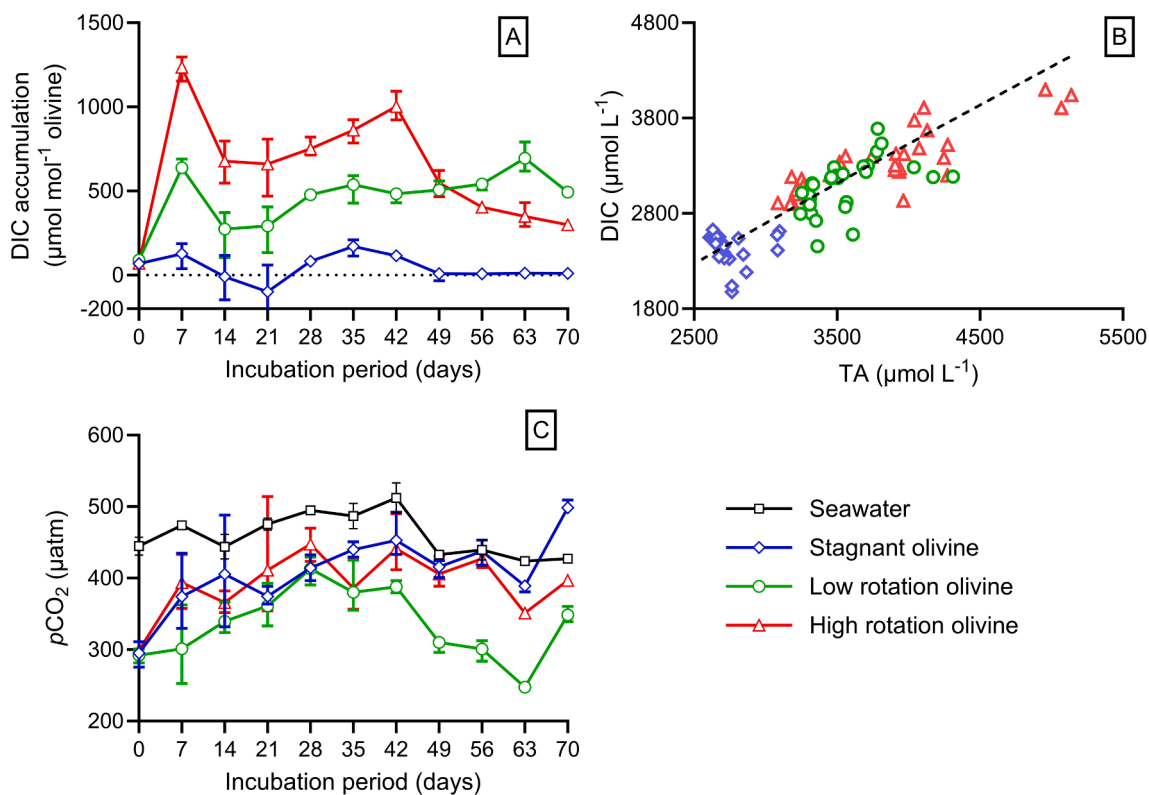 A
1500
1000
500
0
-200
DIC accumulation
(µmol mol⁻¹ olivine)
0 7 14 21 28 35 42 49 56 63 70
Incubation period (days)
B
4800
3800
2800
1800
DIC (µmol L⁻¹)
2500 3500 4500 5500
TA (µmol L⁻¹)
C
600
500
400
300
200
pCO₂ (µatm)
0 7 14 21 28 35 42 49 56 63 70
Incubation period (days)
Seawater
Stagnant olivine
Low rotation olivine
High rotation olivine